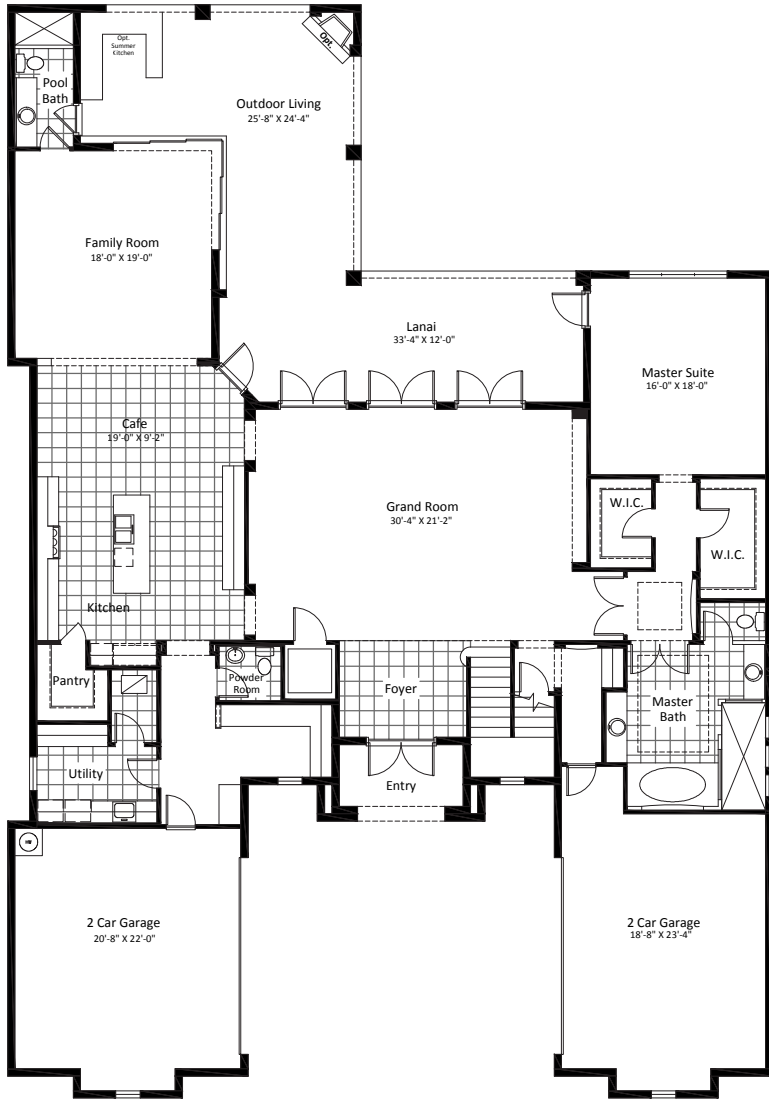 Opt.
Summer
Kitchen
Opt.
Pool
Bath
Outdoor Living
25'-8" X 24'-4"
Family Room
18'-0" X 19'-0"
Lanai
33'-4" X 12'-0"
Master Suite
16'-0" X 18'-0"
Cafe
19'-0" X 9'-2"
Grand Room
30'-4" X 21'-2"
W.I.C.
W.I.C.
Kitchen
Pantry
Powder
Room
Foyer
Master
Bath
Utility
Entry
2 Car Garage
20'-8" X 22'-0"
2 Car Garage
18'-8" X 23'-4"